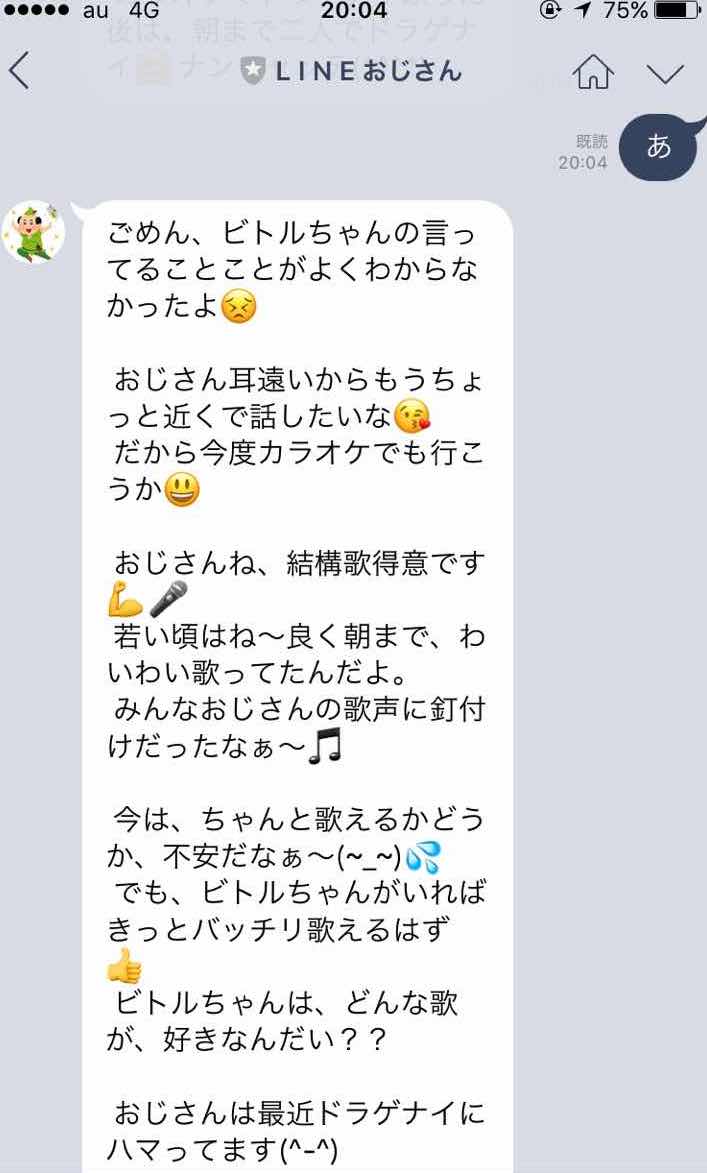 au 4G 20:04 75%
後は、朝まで二人でドラゲナ
イ ナン
LINEおじさん
あ
既読
20:04
ごめん、ビトルちゃんの言っ
てることことがよくわからな
かったよ😣
おじさん耳遠いからもうちょ
っと近くで話したいな😘
だから今度カラオケでも行こ
うか😃
おじさんね、結構歌得意です
💪🎤
若い頃はね〜良く朝まで、わ
いわい歌ってたんだよ。
みんなおじさんの歌声に釘付
けだったなぁ〜🎵
今は、ちゃんと歌えるかどう
か、不安だなぁ〜(~_~)💦
でも、ビトルちゃんがいれば
きっとバッチリ歌えるはず
👍
ビトルちゃんは、どんな歌
が、好きなんだい？？
おじさんは最近ドラゲナイに
ハマってます(^-^)